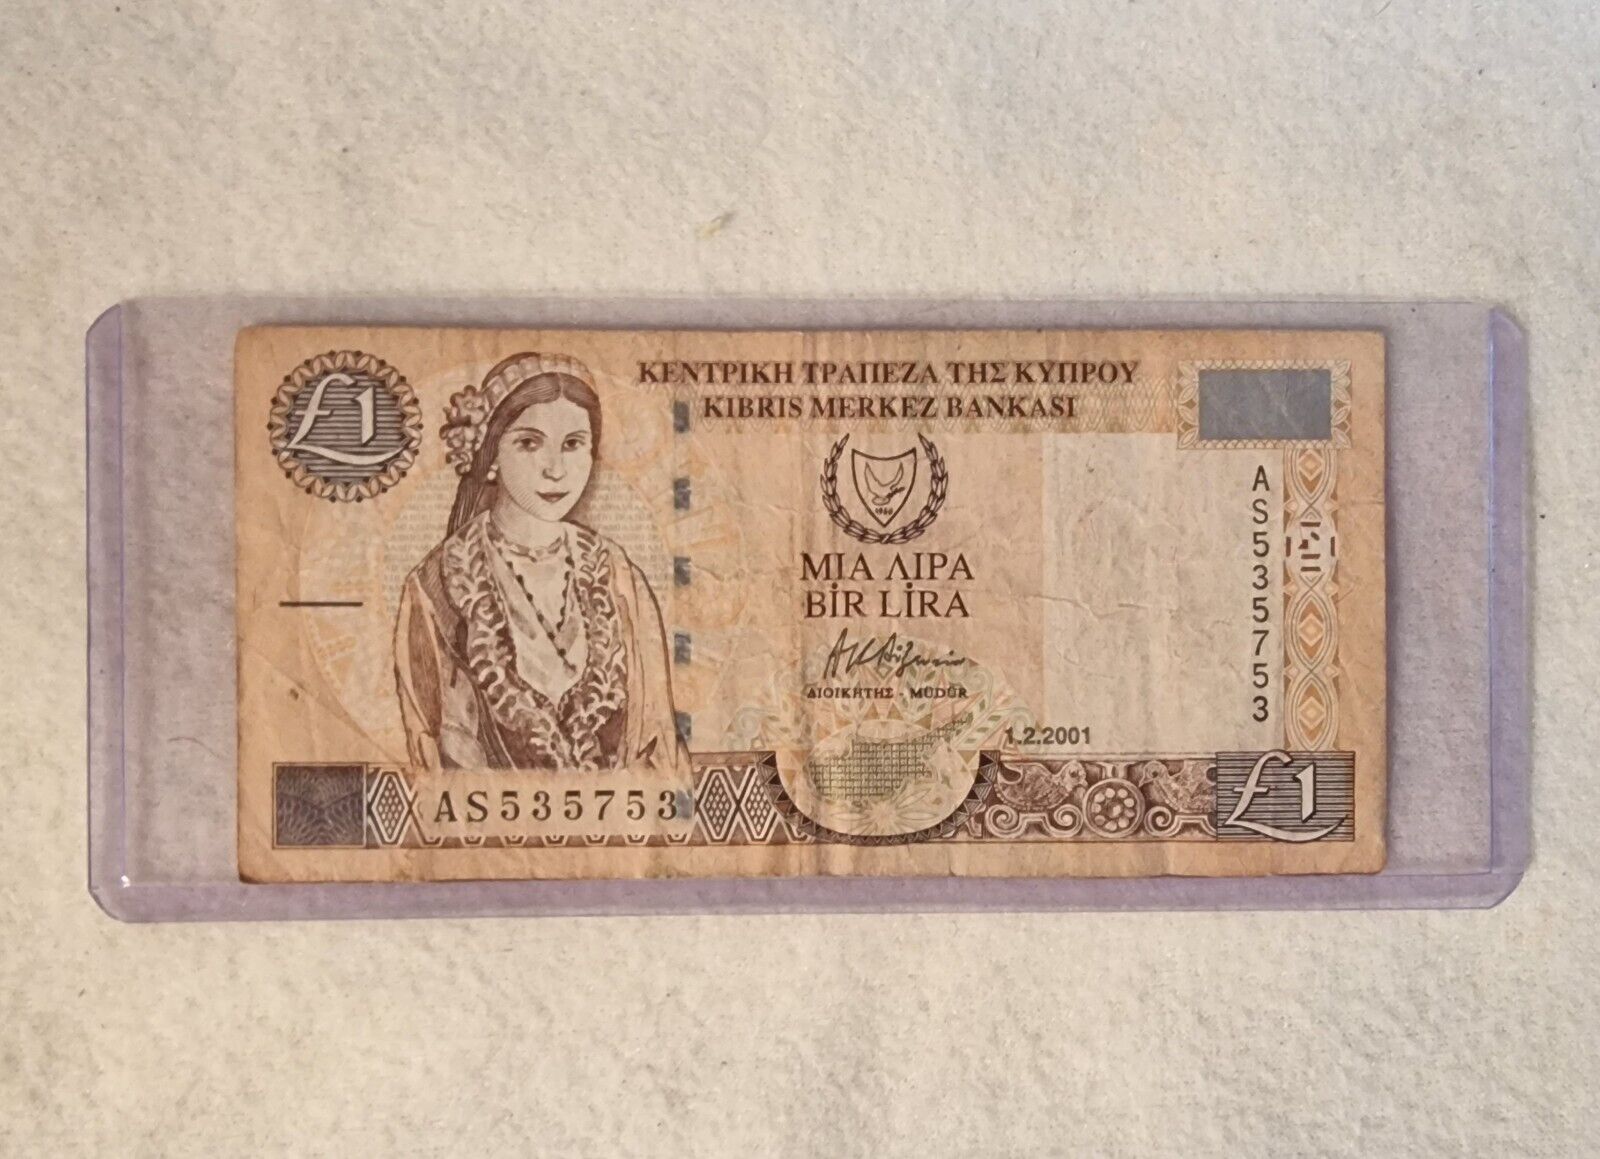 £1
ΚΕΝΤΡΙΚΗ ΤΡΑΠΕΖΑ ΤΗΣ ΚΥΠΡΟΥ
KIBRIS MERKEZ BANKASI
1960
ΜΙΑ ΛΙΡΑ
BİR LİRA
ΔΙΟΙΚΗΤΗΣ - MÜDÜR
1.2.2001
AS535753
AS535753
£1